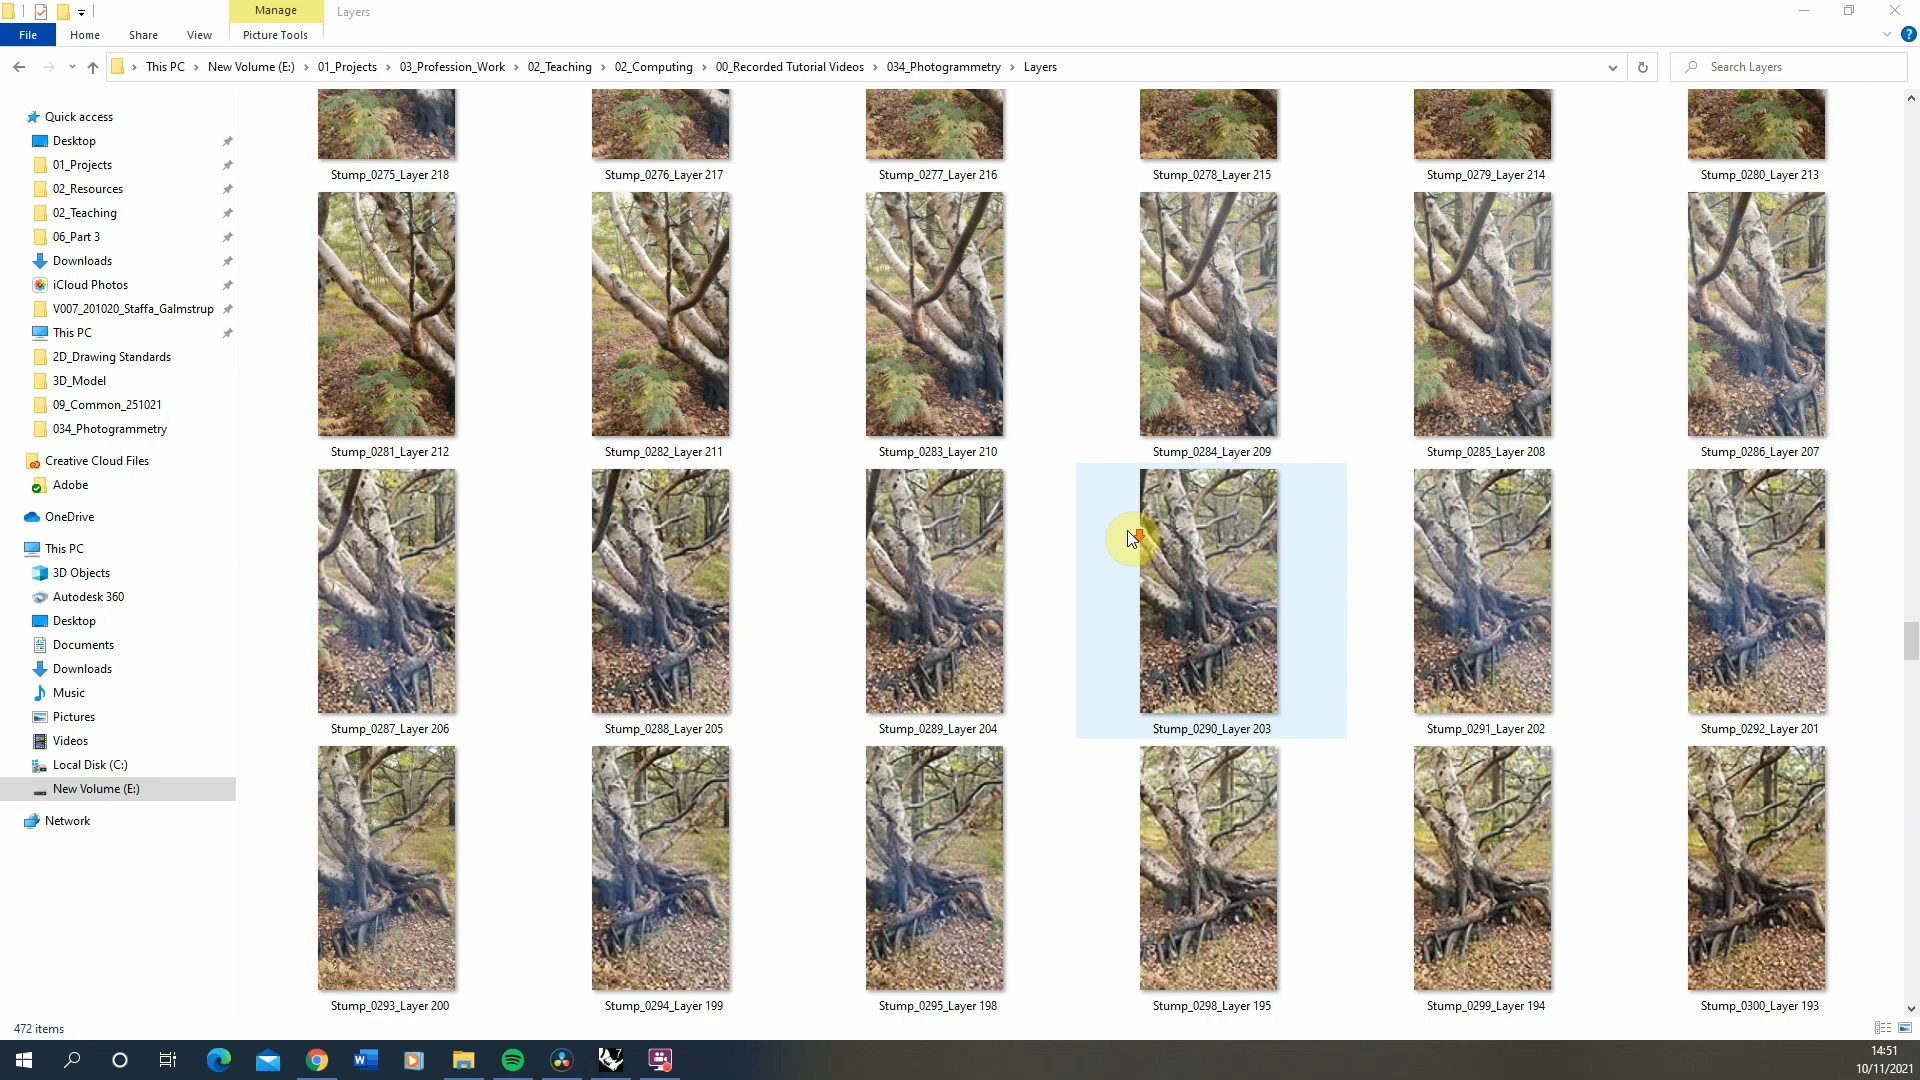 Manage
Layers
File
Home
Share
View
Picture Tools
This PC
New Volume (E:)
01_Projects
03_Profession_Work
02_Teaching
02_Computing
00_Recorded Tutorial Videos
034_Photogrammetry
Layers
Search Layers
Quick access
Desktop
01_Projects
02_Resources
02_Teaching
06_Part 3
Downloads
iCloud Photos
V007_201020_Staffa_Galmstrup
This PC
2D_Drawing Standards
3D_Model
09_Common_251021
034_Photogrammetry
Creative Cloud Files
Adobe
OneDrive
This PC
3D Objects
Autodesk 360
Desktop
Documents
Downloads
Music
Pictures
Videos
Local Disk (C:)
New Volume (E:)
Network
Stump_0275_Layer 218
Stump_0276_Layer 217
Stump_0277_Layer 216
Stump_0278_Layer 215
Stump_0279_Layer 214
Stump_0280_Layer 213
Stump_0281_Layer 212
Stump_0282_Layer 211
Stump_0283_Layer 210
Stump_0284_Layer 209
Stump_0285_Layer 208
Stump_0286_Layer 207
Stump_0287_Layer 206
Stump_0288_Layer 205
Stump_0289_Layer 204
Stump_0290_Layer 203
Stump_0291_Layer 202
Stump_0292_Layer 201
Stump_0293_Layer 200
Stump_0294_Layer 199
Stump_0295_Layer 198
Stump_0298_Layer 195
Stump_0299_Layer 194
Stump_0300_Layer 193
472 items
14:51
10/11/2021